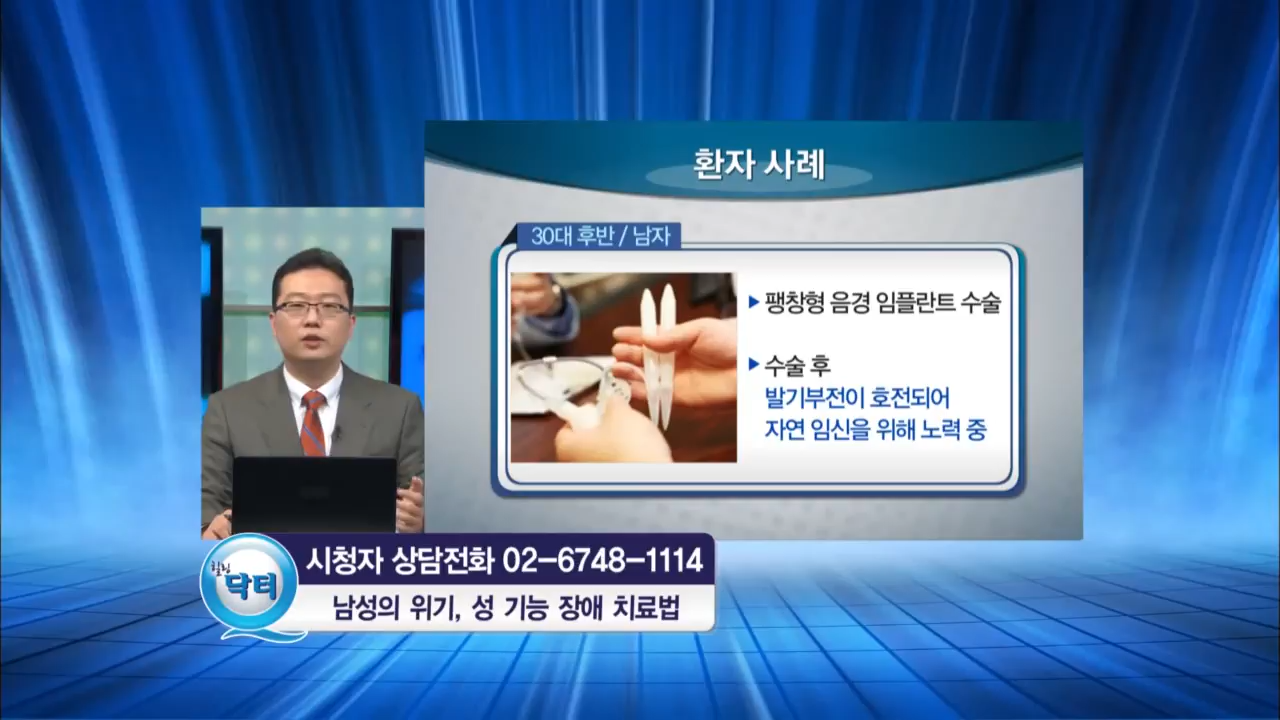 환자 사례
30대 후반 / 남자
▶ 팽창형 음경 임플란트 수술
▶ 수술 후
발기부전이 호전되어
자연 임신을 위해 노력 중
힐링
닥터
시청자 상담전화 02-6748-1114
남성의 위기, 성 기능 장애 치료법